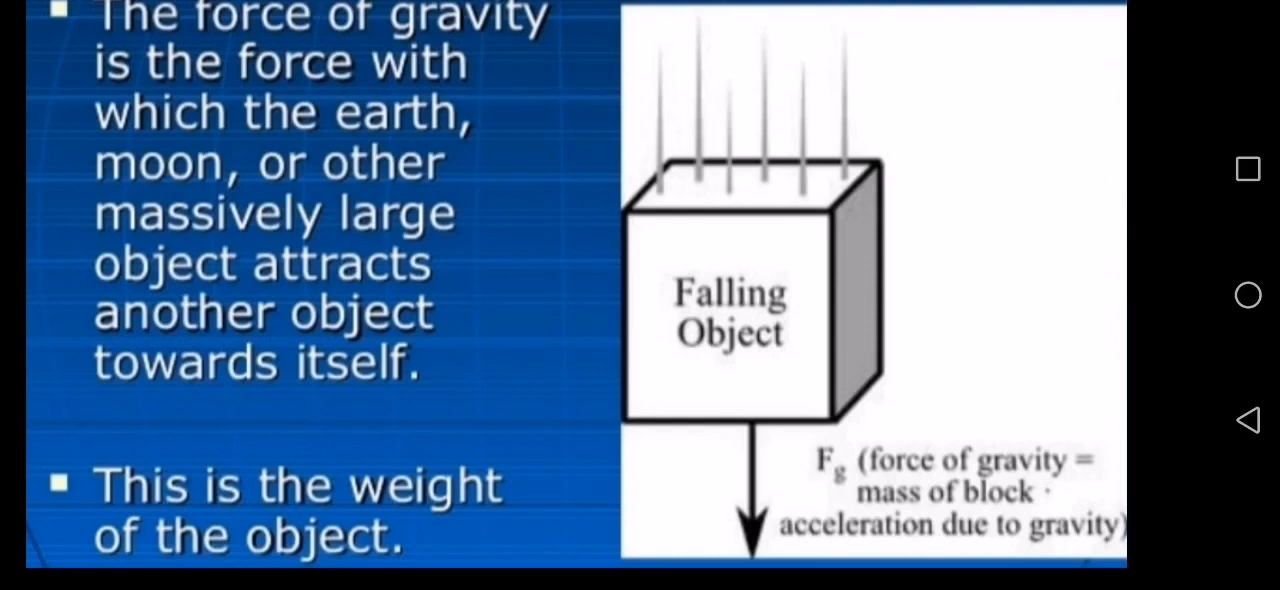 The force of gravity
is the force with
which the earth,
moon, or other
massively large
object attracts
another object
towards itself.
This is the weight
of the object.
Falling
Object
Fg (force of gravity =
mass of block ·
acceleration due to gravity)